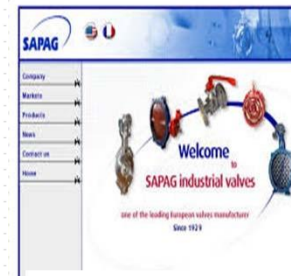 SAPAG
Company
Markets
Products
News
Contact us
Home
Welcome
to
SAPAG industrial valves
one of the leading European valves manufacturer
Since 1929